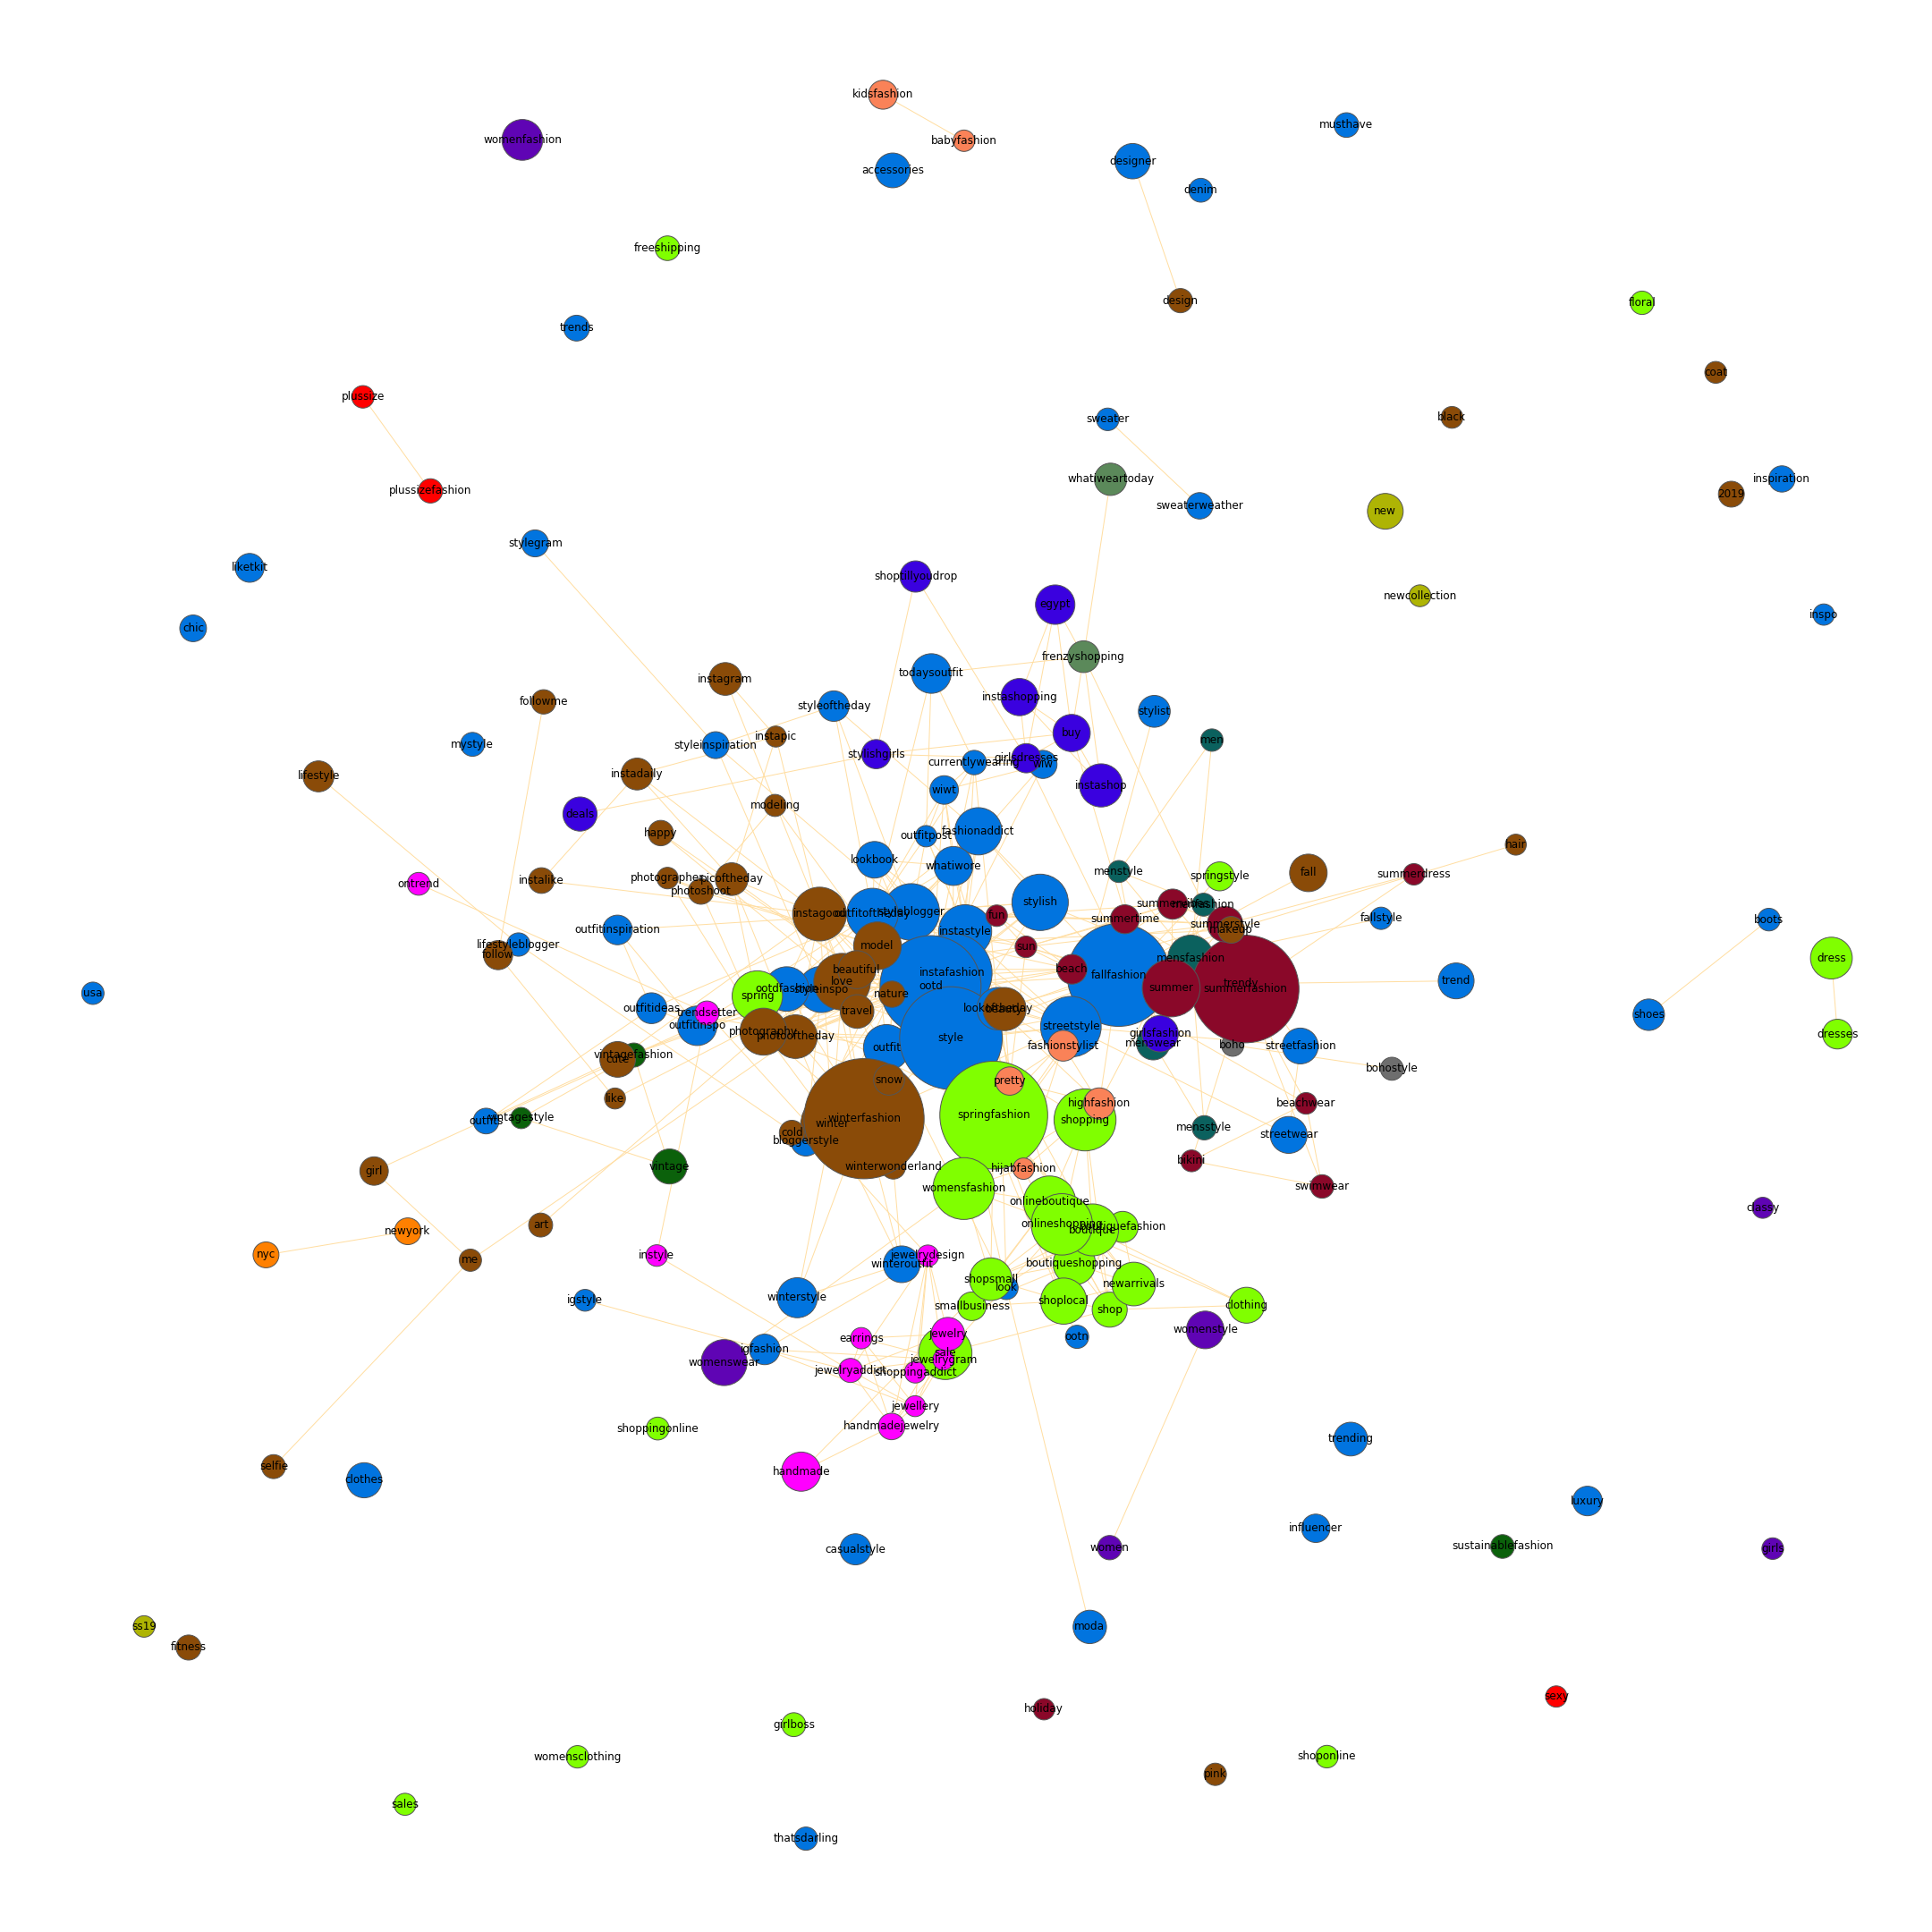 kidsfashion
musthave
womenfashion
babyfashion
designer
accessories
denim
freeshipping
design
floral
trends
coat
plussize
black
sweater
whatiweartoday
inspiration
plussizefashion
2019
sweaterweather
new
stylegram
liketkit
shoptillyoudrop
newcollection
egypt
inspo
chic
frenzyshopping
todaysoutfit
instagram
instashopping
followme
styleoftheday
stylist
buy
instapic
men
mystyle
styleinspiration
stylishgirls
girlsdresses
currentlywearing
wiw
instadaily
lifestyle
instashop
wiwt
modeling
deals
fashionaddict
happy
outfitpost
hair
lookbook
whatiwore
menstyle
fall
summerdress
springstyle
photographer
picoftheday
instalike
ontrend
photoshoot
stylish
mensfashion
instagood
outfitoftheday
styleblogger
fun
summertime
fallstyle
boots
summerstyle
outfitinspiration
instastyle
makeup
lifestyleblogger
model
sun
follow
mensfashion
dress
beautiful
beach
instafashion
fallfashion
love
trend
trendy
ootd
summer
summerfashion
ootdfashion
styleinspo
usa
nature
spring
outfitideas
travel
lookoftheday
beauty
trendsetter
shoes
outfitinspo
streetstyle
photography
photooftheday
girlsfashion
dresses
style
menswear
boho
streetfashion
outfit
fashionstylist
vintagefashion
cute
bohostyle
snow
pretty
like
highfashion
beachwear
springfashion
vintagestyle
winterfashion
outfits
shopping
winter
mensstyle
cold
streetwear
bloggerstyle
bikini
vintage
winterwonderland
hijabfashion
girl
womensfashion
swimwear
onlineboutique
classy
onlineshopping
art
boutiquefashion
newyork
boutique
nyc
instyle
jewelrydesign
me
winteroutfit
boutiqueshopping
shopsmall
newarrivals
look
winterstyle
igstyle
shoplocal
smallbusiness
clothing
shop
womenstyle
jewelry
ootn
earrings
igfashion
sale
jewelrygram
womenswear
jewelryaddict
shoppingaddict
jewellery
handmadejewelry
shoppingonline
trending
selfie
handmade
clothes
luxury
influencer
sustainablefashion
women
casualstyle
girls
ss19
moda
fitness
sexy
holiday
girlboss
womensclothing
shoponline
pink
sales
thatsdarling